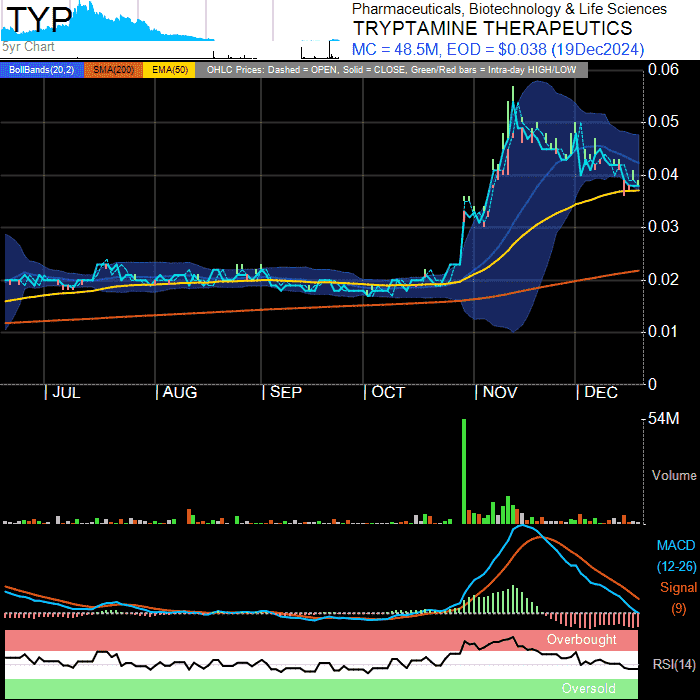 TYP
Pharmaceuticals, Biotechnology & Life Sciences
TRYPTAMINE THERAPEUTICS
5yr Chart
MC = 48.5M, EOD = $0.038 (19Dec2024)
BollBands(20,2) SMA(200) EMA(50) OHLC Prices: Dashed = OPEN, Solid = CLOSE, Green/Red bars = Intra-day HIGH/LOW
0.06
0.05
0.04
0.03
0.02
0.01
0
JUL AUG SEP OCT NOV DEC
54M
Volume
MACD
(12-26)
Signal
(9)
Overbought
RSI(14)
Oversold